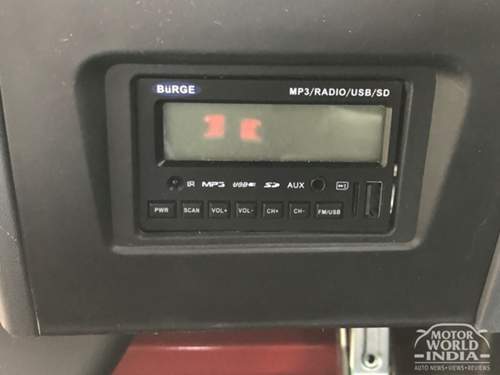 BüRGE
MP3/RADIO/USB/SD
IR MP3 USB SD AUX
PWR SCAN VOL+ VOL- CH+ CH- FM/USB
MOTOR
WORLD
INDIA
AUTO NEWS • VIEWS • REVIEWS